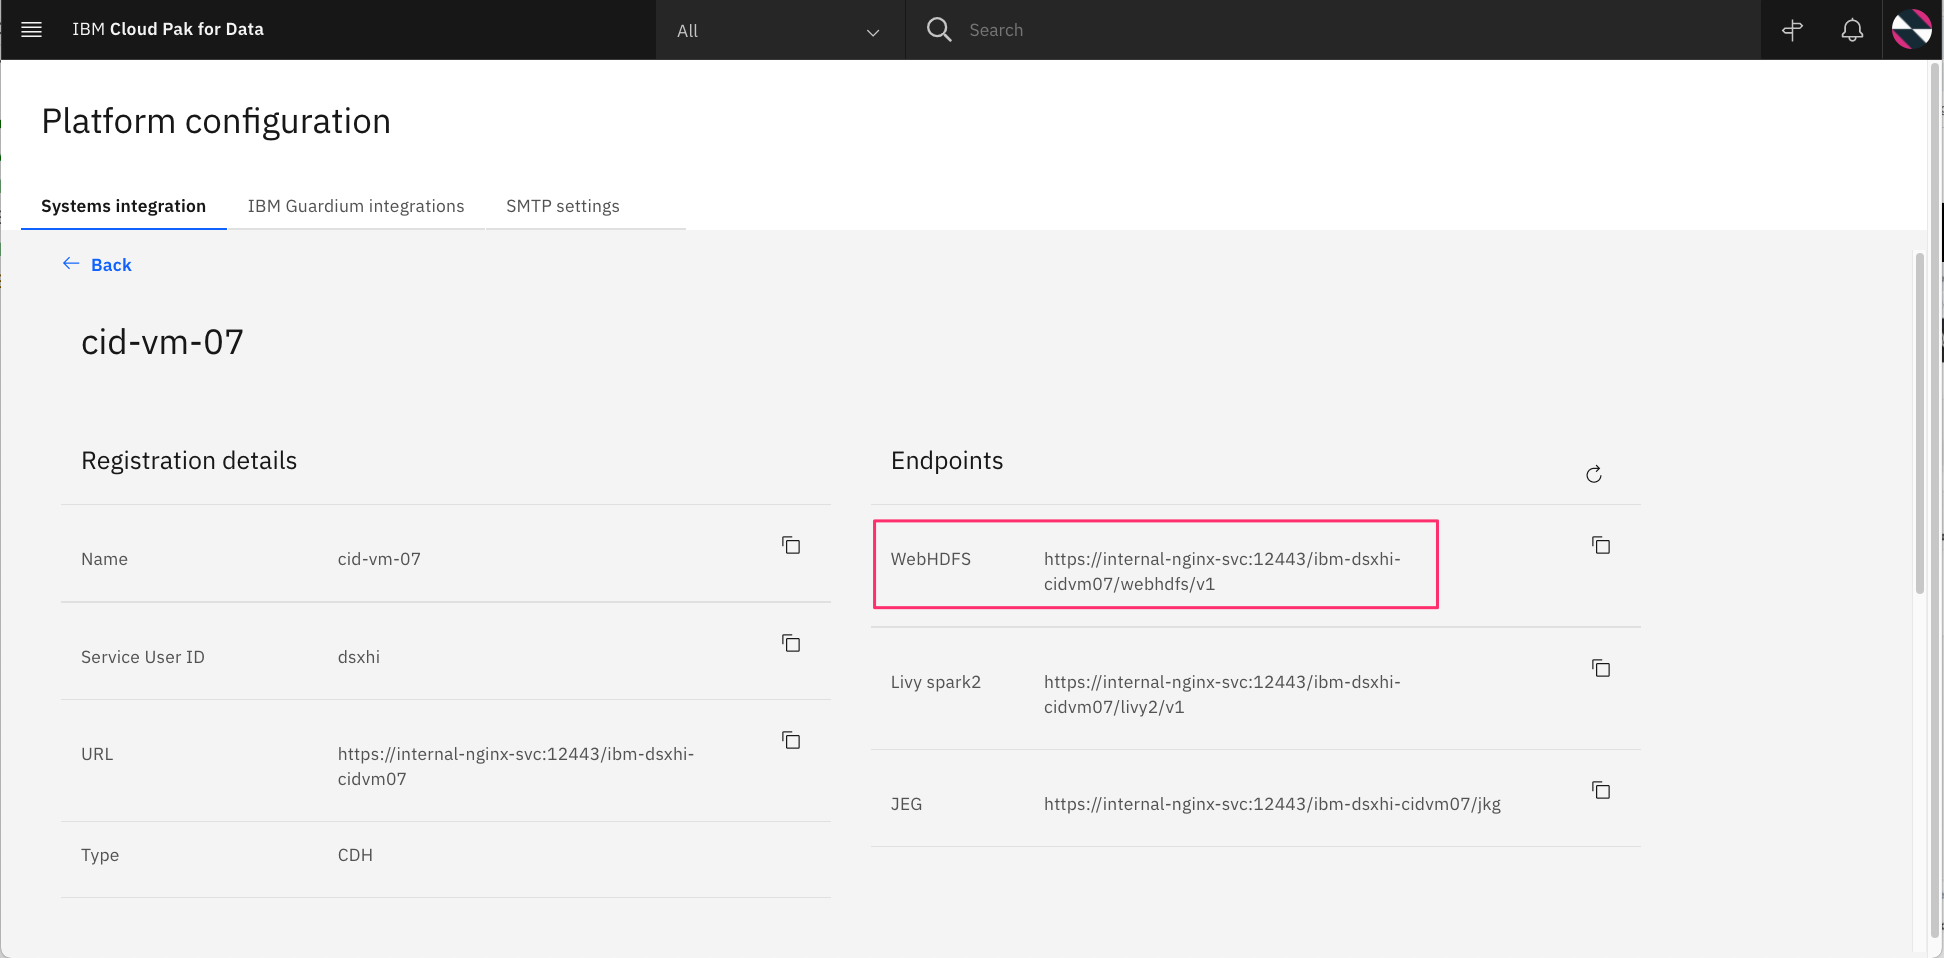 IBM Cloud Pak for Data
All
Search
Platform configuration
Systems integration
IBM Guardium integrations
SMTP settings
Back
cid-vm-07
Registration details
Name
cid-vm-07
Service User ID
dsxhi
URL
https://internal-nginx-svc:12443/ibm-dsxhi-
cidvm07
Type
CDH
Endpoints
WebHDFS
https://internal-nginx-svc:12443/ibm-dsxhi-
cidvm07/webhdfs/v1
Livy spark2
https://internal-nginx-svc:12443/ibm-dsxhi-
cidvm07/livy2/v1
JEG
https://internal-nginx-svc:12443/ibm-dsxhi-cidvm07/jkg